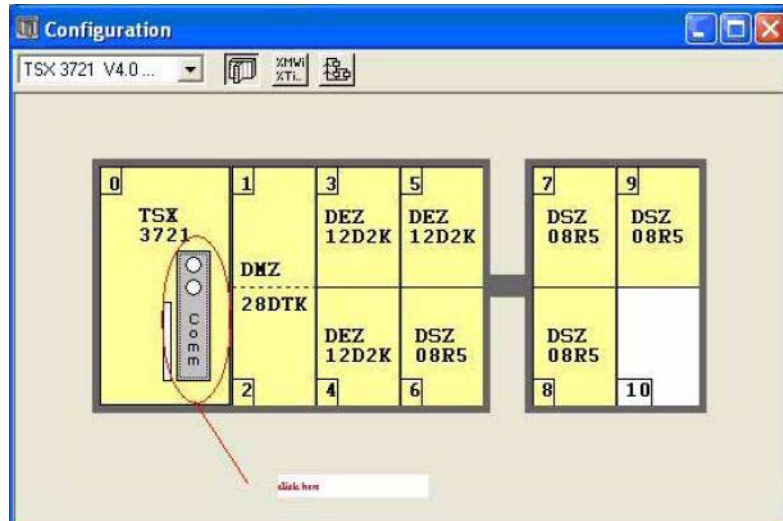 Configuration
TSX 3721 V4.0 ...
XMWi
XTi..
0
TSX
3721
Comm
1
DMZ
28DTK
2
3
DEZ
12D2K
DEZ
12D2K
4
5
DEZ
12D2K
DSZ
08R5
6
7
DSZ
08R5
DSZ
08R5
8
9
DSZ
08R5
10
click here